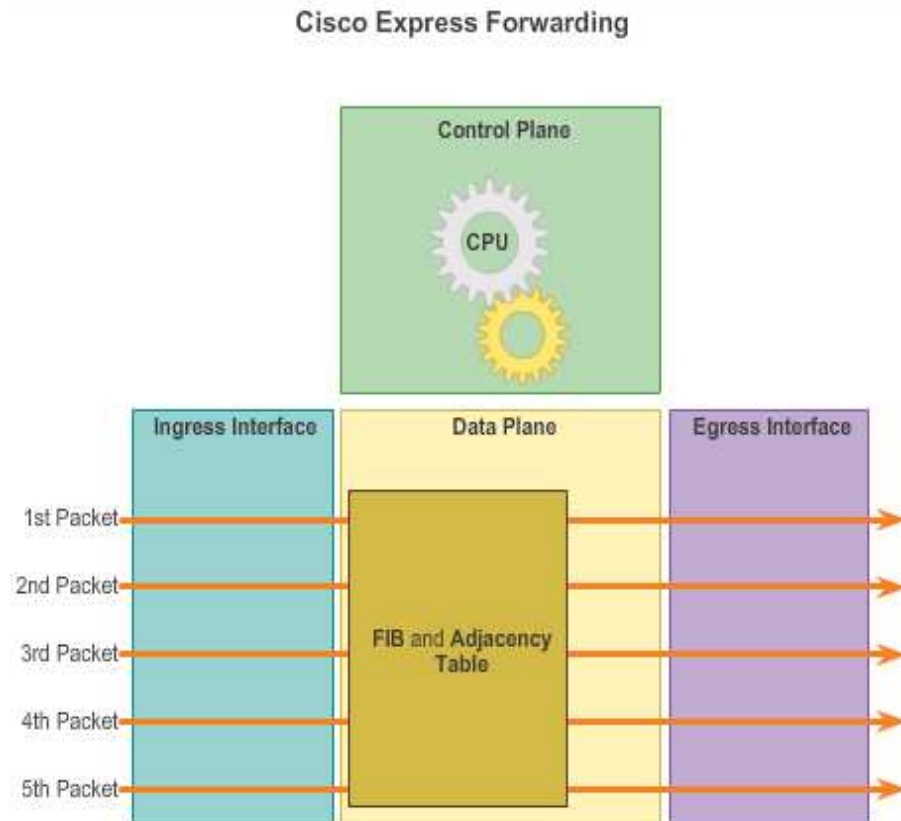 Cisco Express Forwarding
Control Plane
CPU
Ingress Interface
Data Plane
Egress Interface
1st Packet
2nd Packet
3rd Packet
4th Packet
5th Packet
FIB and Adjacency
Table